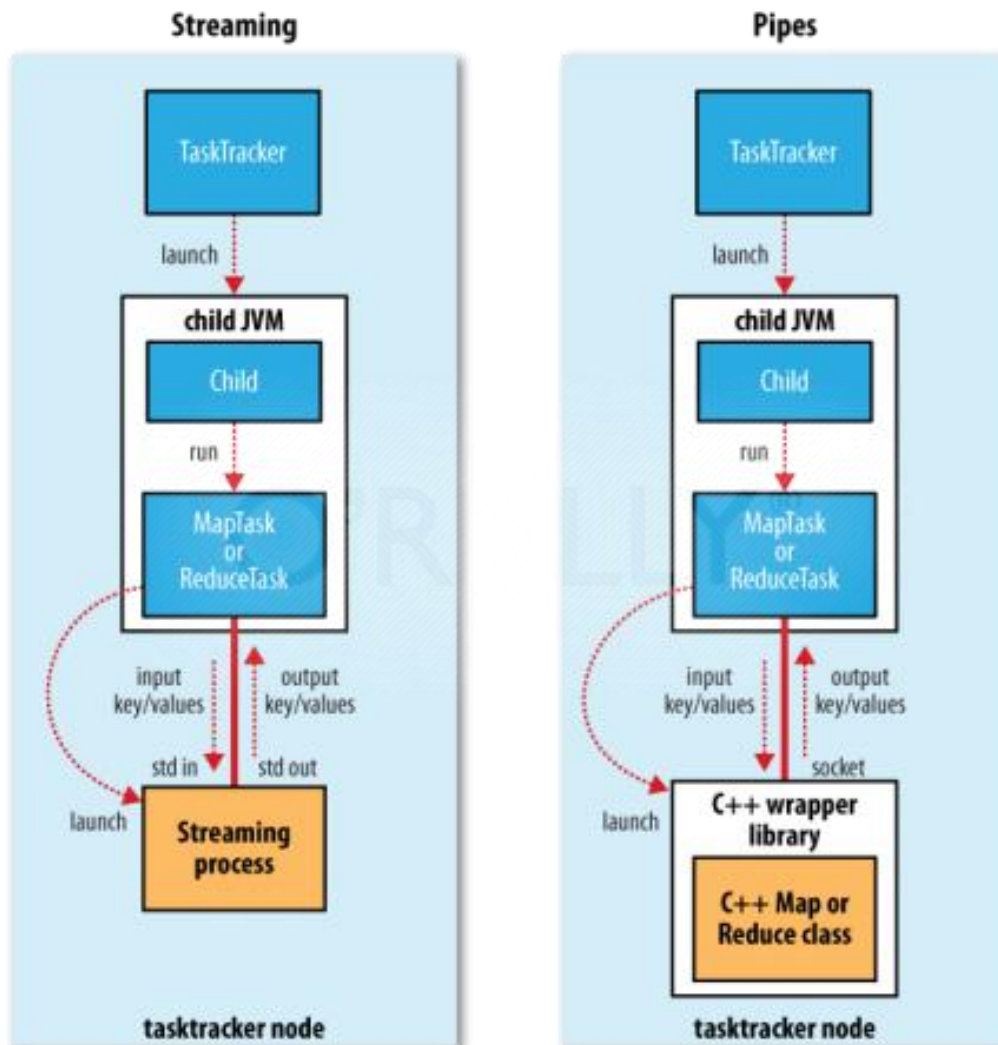 Streaming
TaskTracker
launch
child JVM
Child
run
MapTask
or
ReduceTask
input
key/values
output
key/values
std in
std out
launch
Streaming
process
tasktracker node
Pipes
TaskTracker
launch
child JVM
Child
run
MapTask
or
ReduceTask
input
key/values
output
key/values
socket
launch
C++ wrapper
library
C++ Map or
Reduce class
tasktracker node
O'REILLY®